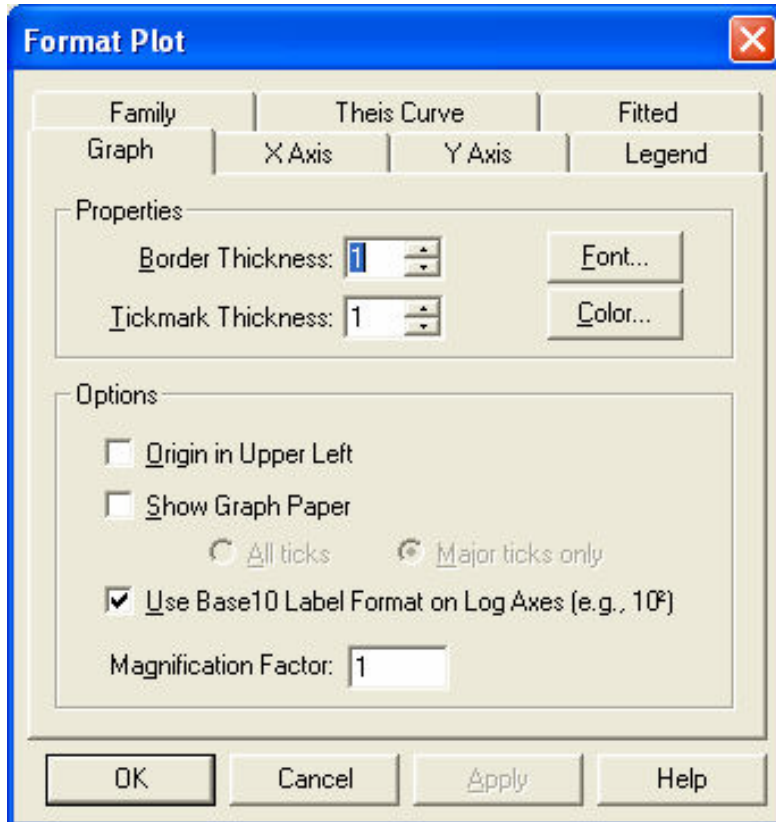 Format Plot
Family Theis Curve Fitted
Graph X Axis Y Axis Legend
Properties
Border Thickness: 1 Font...
Tickmark Thickness: 1 Color...
Options
Origin in Upper Left
Show Graph Paper
All ticks Major ticks only
Use Base10 Label Format on Log Axes (e.g., 10²)
Magnification Factor: 1
OK Cancel Apply Help